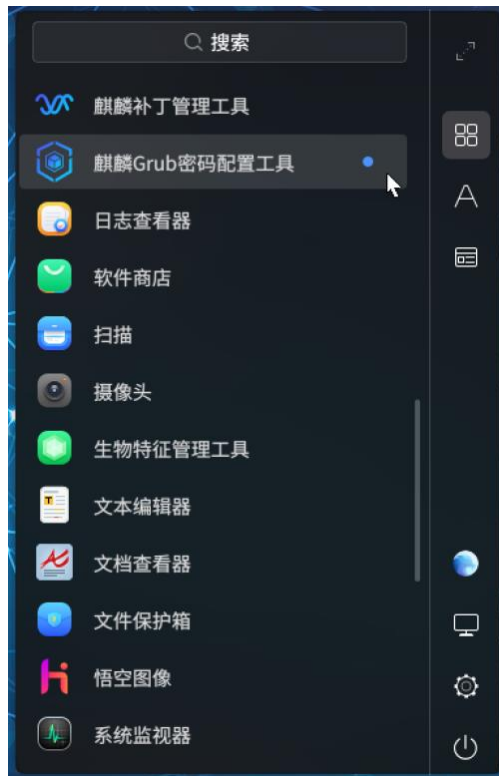 搜索
麒麟补丁管理工具
麒麟Grub密码配置工具
日志查看器
软件商店
扫描
摄像头
生物特征管理工具
文本编辑器
文档查看器
文件保护箱
悟空图像
系统监视器